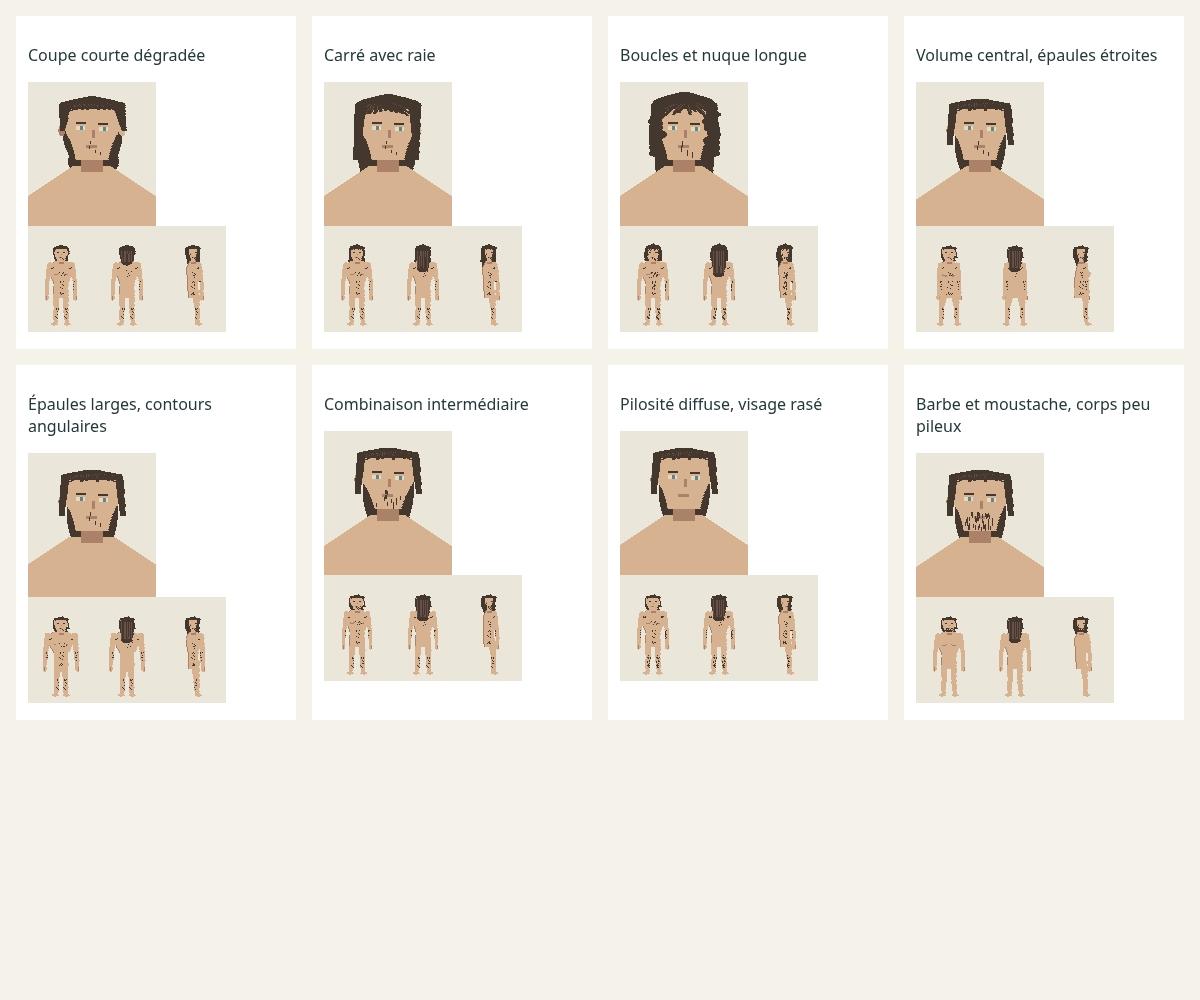 Coupe courte dégradée
Carré avec raie
Boucles et nuque longue
Volume central, épaules étroites
Épaules larges, contours
angulaires
Combinaison intermédiaire
Pilosité diffuse, visage rasé
Barbe et moustache, corps peu
pileux